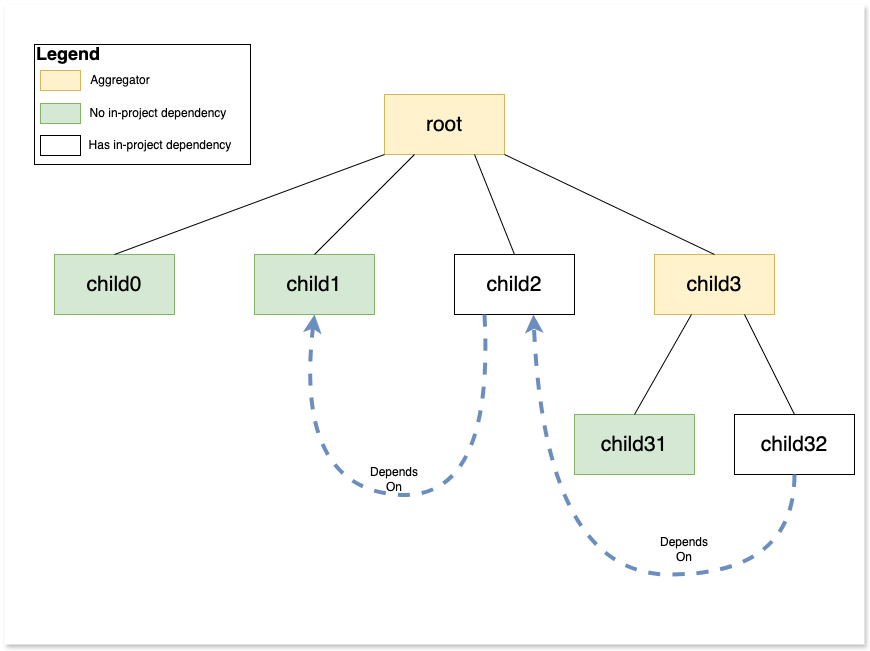 Legend
Aggregator
No in-project dependency
Has in-project dependency
root
child0
child1
child2
child3
child31
child32
Depends
On
Depends
On